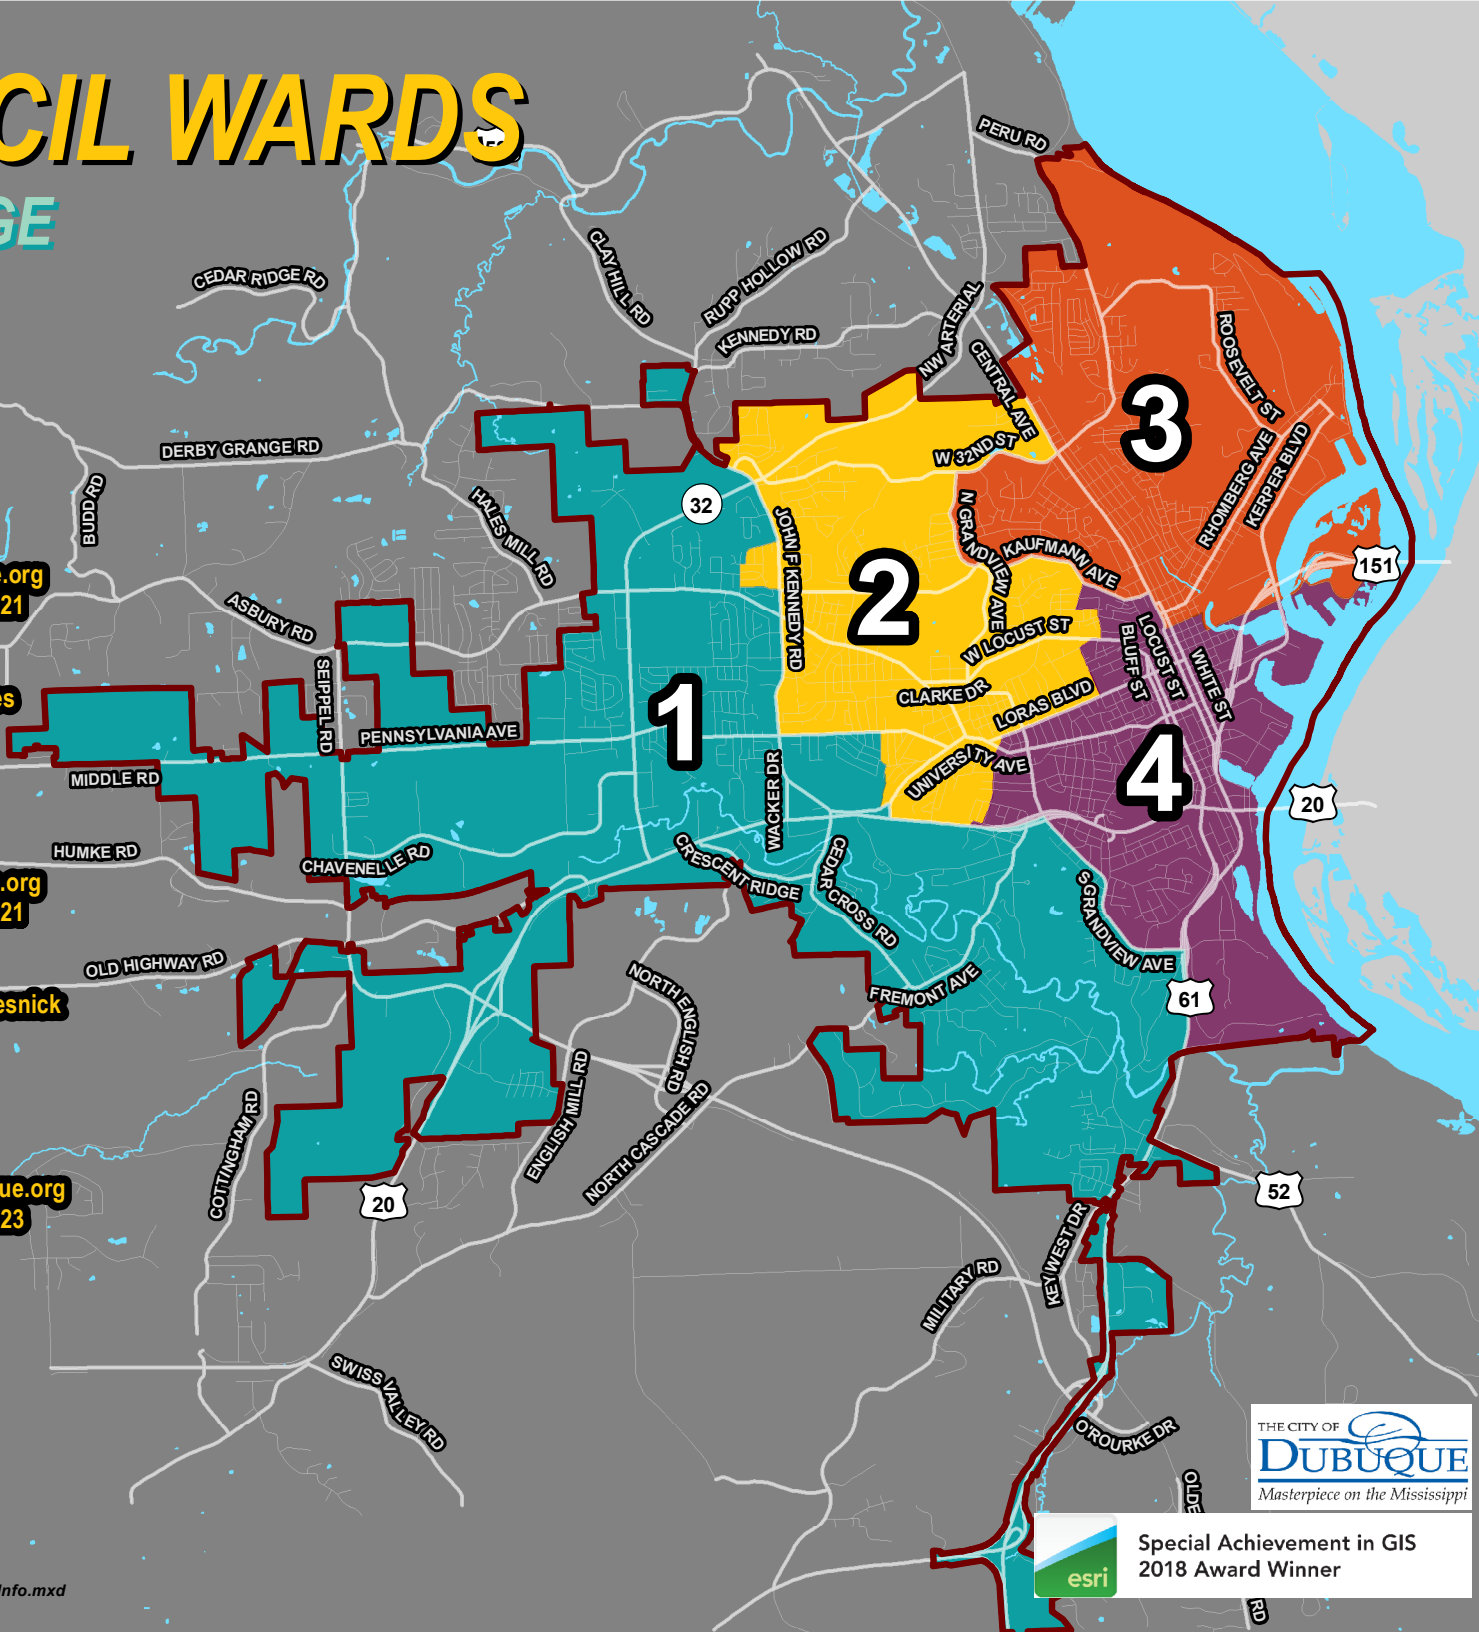 CIL WARDS
GE
PERU RD
CLAY HILL RD
RUPP HOLLOW RD
CEDAR RIDGE RD
KENNEDY RD
NW ARTERIAL
CENTRAL AVE
ROOSEVELT ST
3
DERBY GRANGE RD
BUDD RD
HALES MILL RD
32
W 32ND ST
RHOMBERG AVE
KERPER BLVD
JOHN F KENNEDY RD
N GRANDVIEW AVE
KAUFMANN AVE
151
e.org
21
2
ASBURY RD
W LOCUST ST
LOCUST ST
BLUFF ST
WHITE ST
SEIPPEL RD
es
1
CLARKE DR
LORAS BLVD
PENNSYLVANIA AVE
UNIVERSITY AVE
4
MIDDLE RD
WACKER DR
20
HUMKE RD
CHAVENELLE RD
CRESCENT RIDGE
CEDAR CROSS RD
.org
21
S GRANDVIEW AVE
OLD HIGHWAY RD
FREMONT AVE
61
esnick
NORTH ENGLISH RD
COTTINGHAM RD
ENGLISH MILL RD
NORTH CASCADE RD
ue.org
23
20
52
KEY WEST DR
MILITARY RD
SWISS VALLEY RD
O'ROURKE DR
THE CITY OF
DUBUQUE
Masterpiece on the Mississippi
OLDE
Special Achievement in GIS
2018 Award Winner
esri
nfo.mxd
RD